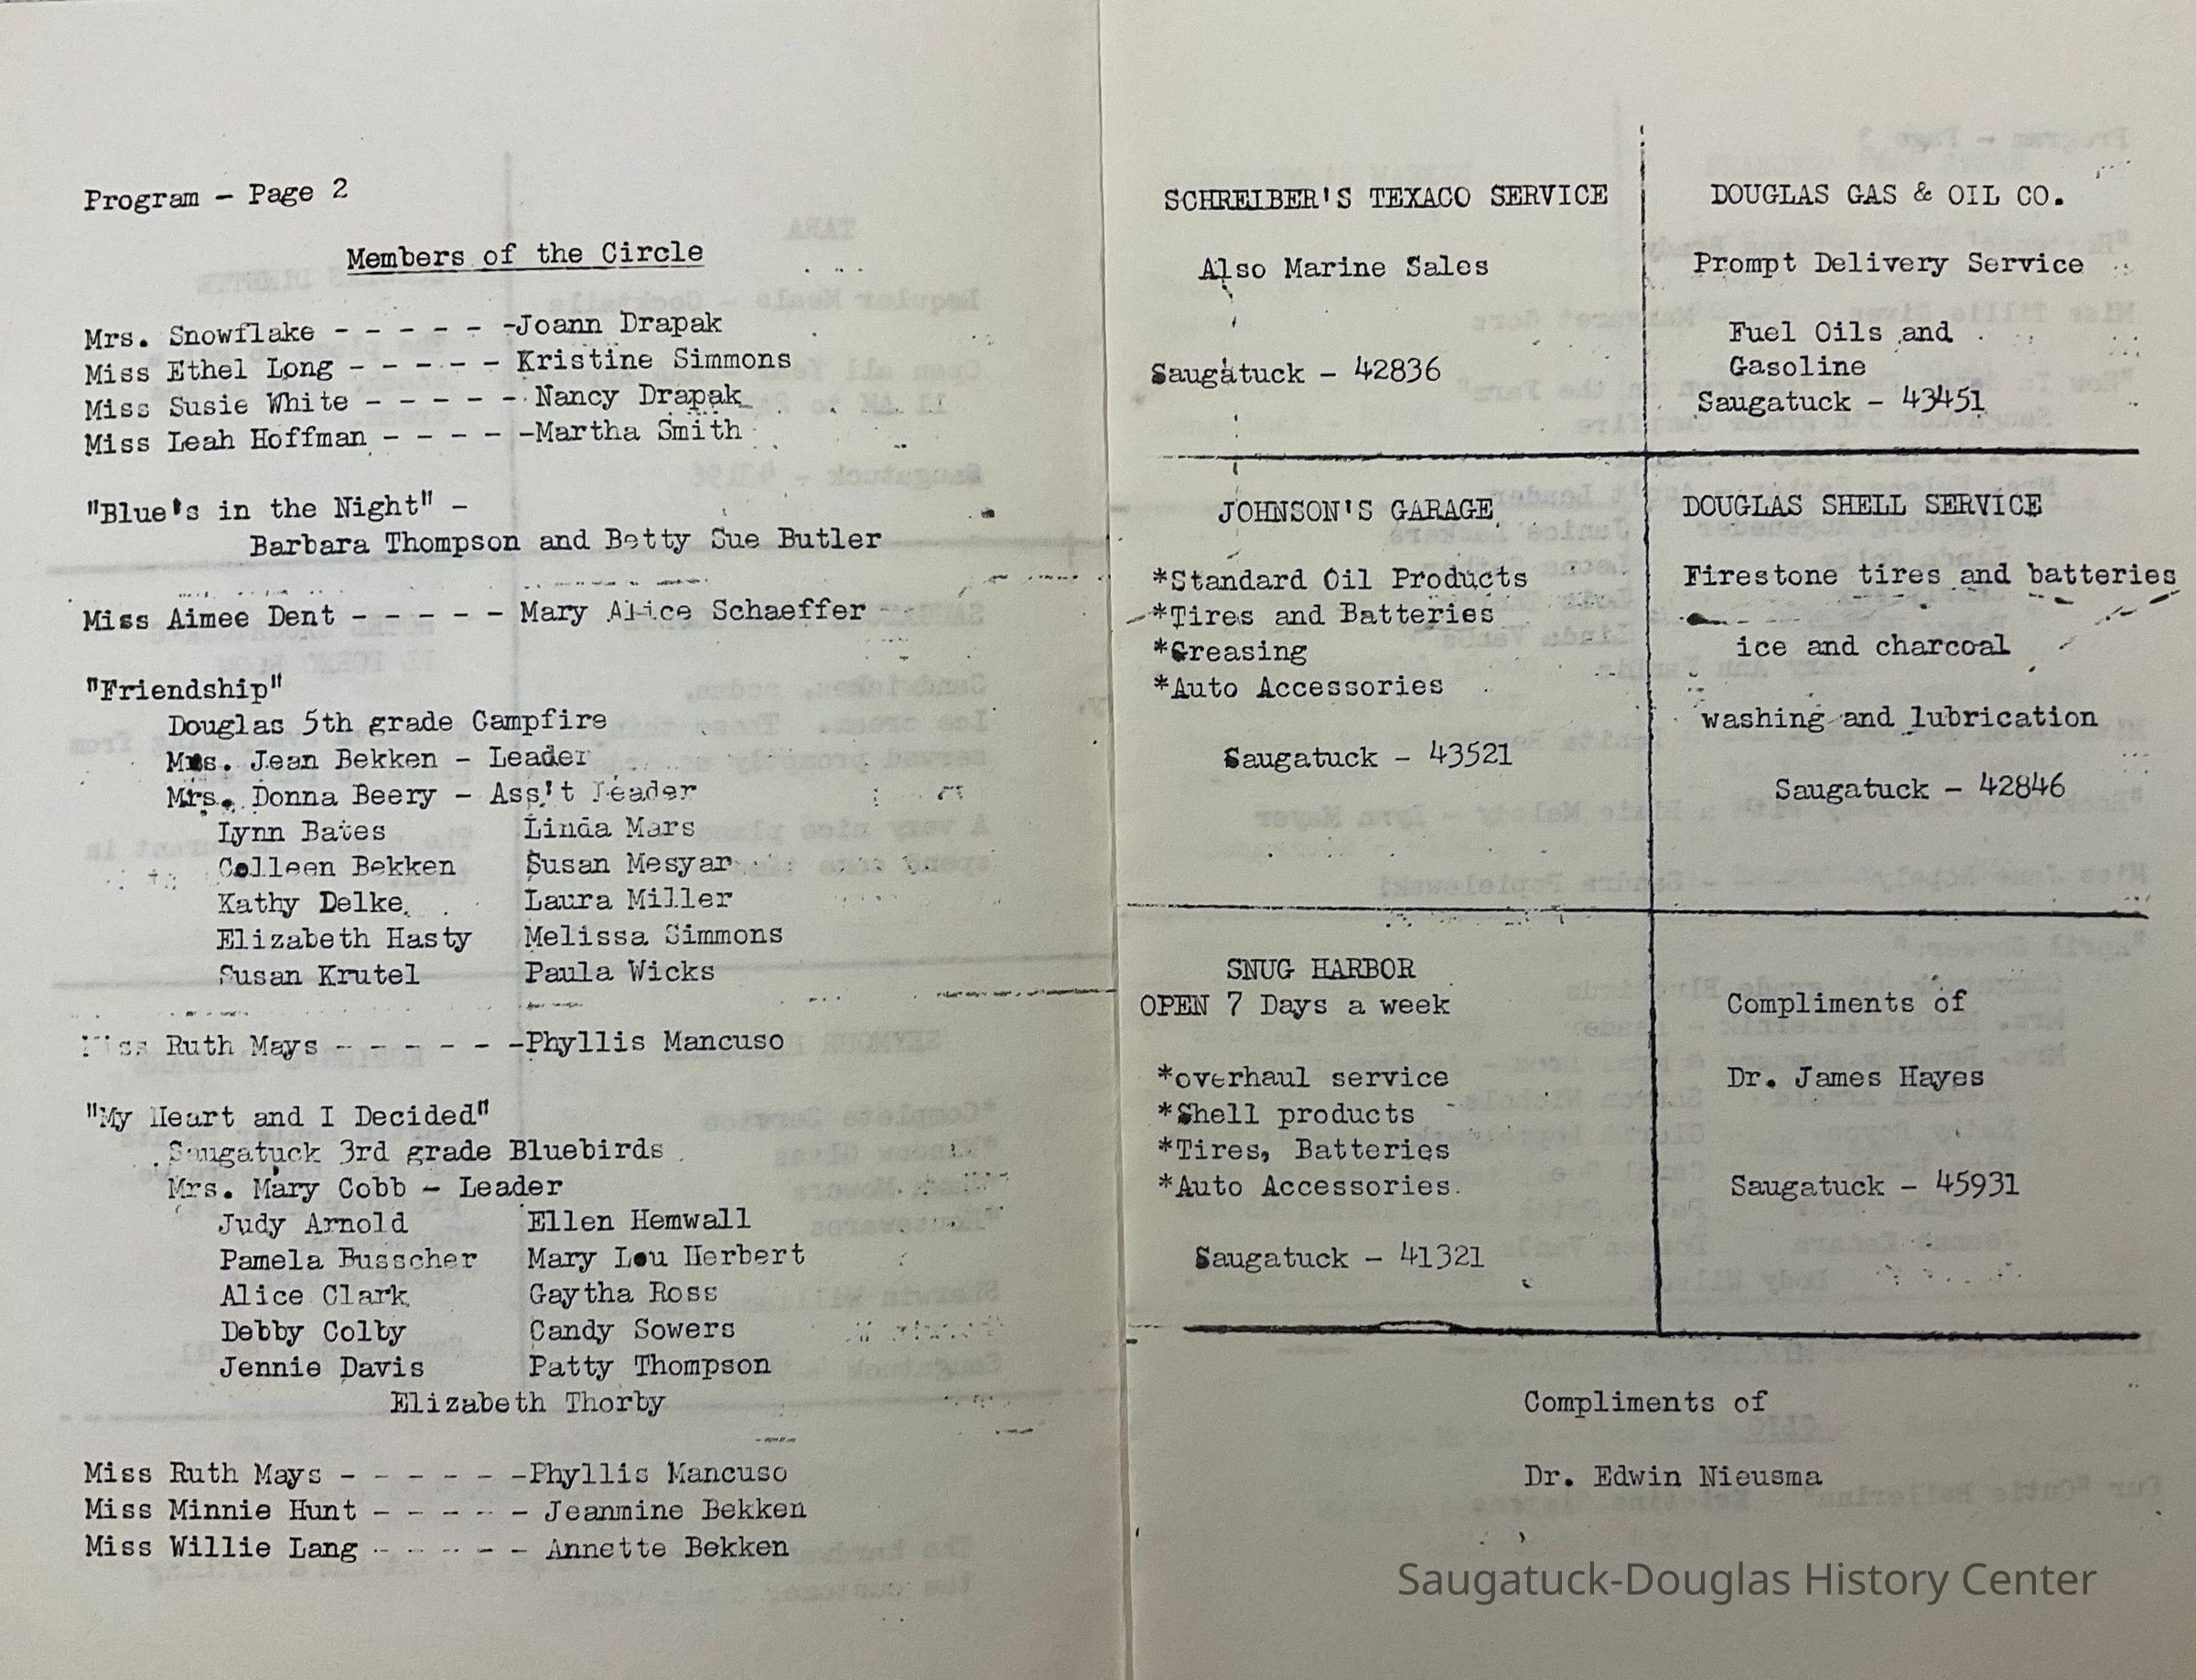 Program - Page 2
Members of the Circle
Mrs. Snowflake - - - - - -Joann Drapak
Miss Ethel Long - - - - - Kristine Simmons
Miss Susie White - - - - - Nancy Drapak
Miss Leah Hoffman - - - - -Martha Smith
"Blue's in the Night" -
Barbara Thompson and Betty Sue Butler
Miss Aimee Dent - - - - - Mary Alice Schaeffer
"Friendship"
Douglas 5th grade Campfire
Mrs. Jean Bekken - Leader
Mrs. Donna Beery - Ass't Leader
Lynn Bates Linda Mars
Colleen Bekken Susan Mesyar
Kathy Delke Laura Miller
Elizabeth Hasty Melissa Simmons
Susan Krutel Paula Wicks
Miss Ruth Mays - - - - - -Phyllis Mancuso
"My Heart and I Decided"
Saugatuck 3rd grade Bluebirds
Mrs. Mary Cobb - Leader
Judy Arnold Ellen Hemwall
Pamela Busscher Mary Lou Herbert
Alice Clark Gaytha Ross
Debby Colby Candy Sowers
Jennie Davis Patty Thompson
Elizabeth Thorby
Miss Ruth Mays - - - - - -Phyllis Mancuso
Miss Minnie Hunt - - - - - Jeanmine Bekken
Miss Willie Lang - - - - - Annette Bekken
SCHREIBER'S TEXACO SERVICE
Also Marine Sales
Saugatuck - 42836
DOUGLAS GAS & OIL CO.
Prompt Delivery Service
Fuel Oils and
Gasoline
Saugatuck - 43451
JOHNSON'S GARAGE
*Standard Oil Products
*Tires and Batteries
*Greasing
*Auto Accessories
Saugatuck - 43521
DOUGLAS SHELL SERVICE
Firestone tires and batteries
ice and charcoal
washing and lubrication
Saugatuck - 42846
SNUG HARBOR
OPEN 7 Days a week
*overhaul service
*Shell products
*Tires, Batteries
*Auto Accessories
Saugatuck - 41321
Compliments of
Dr. James Hayes
Saugatuck - 45931
Compliments of
Dr. Edwin Nieusma
Saugatuck-Douglas History Center